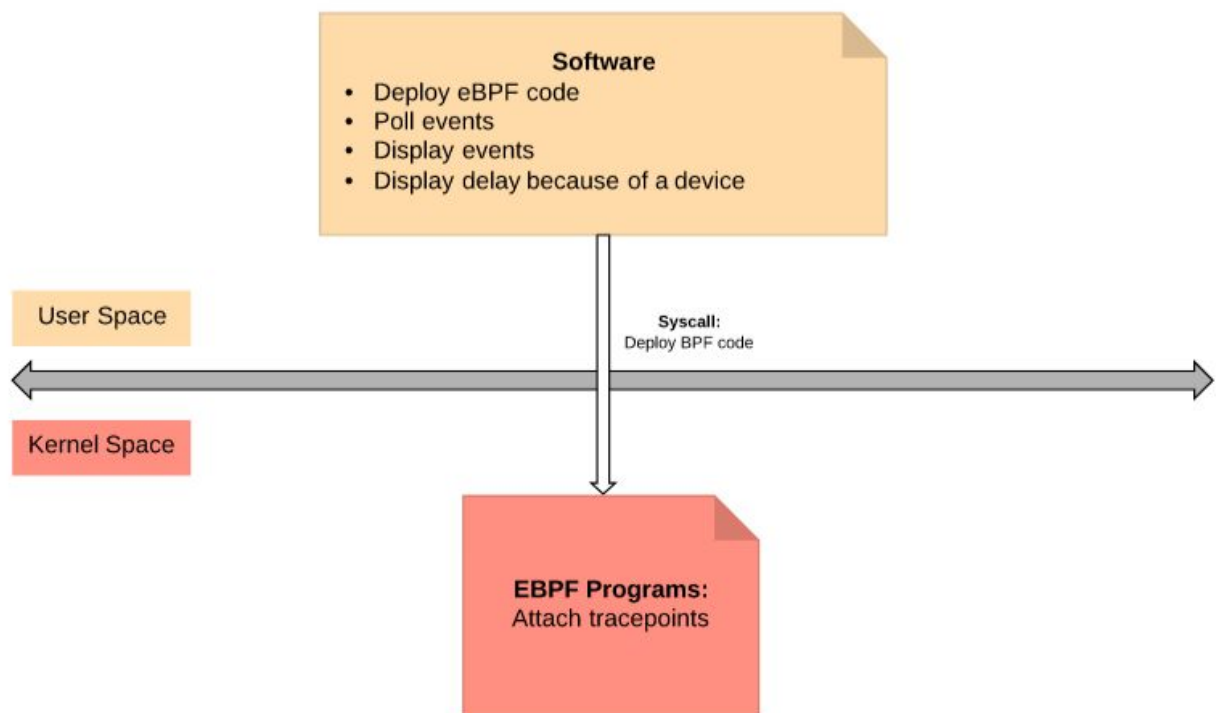 Software
• Deploy eBPF code
• Poll events
• Display events
• Display delay because of a device
User Space
Syscall:
Deploy BPF code
Kernel Space
EBPF Programs:
Attach tracepoints